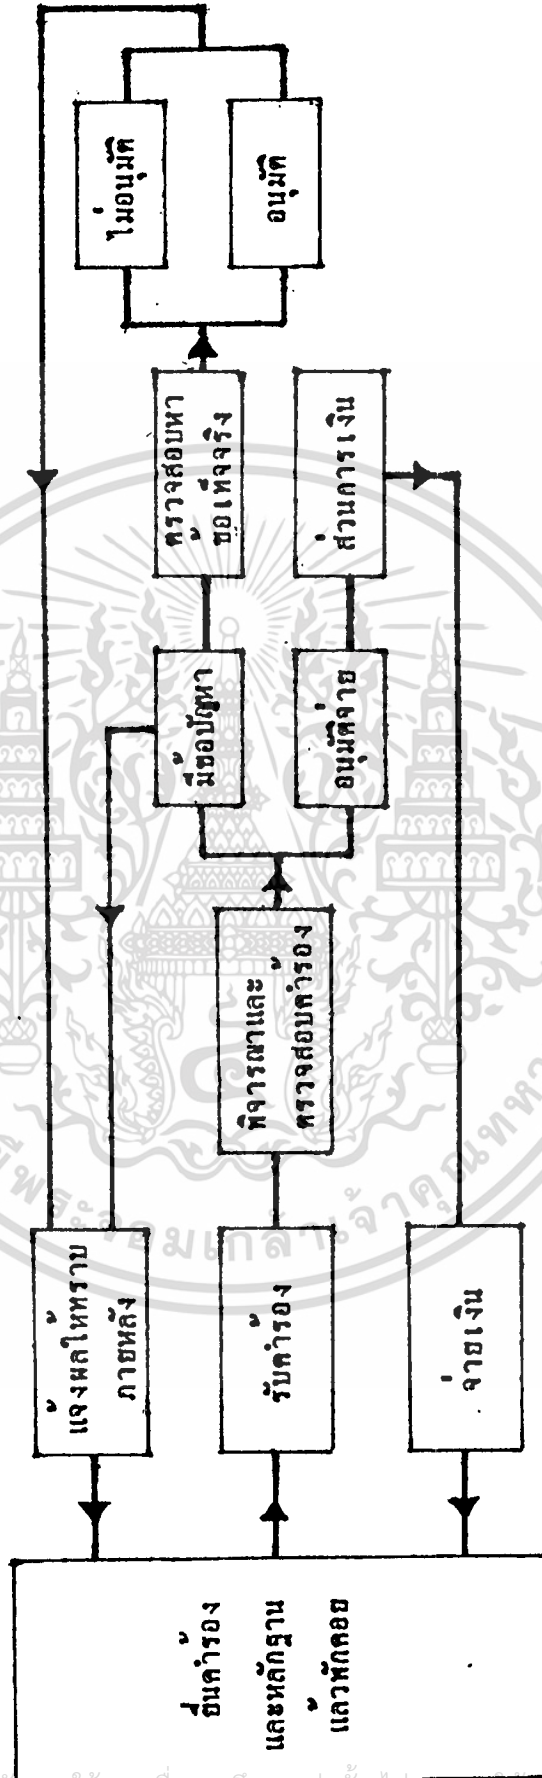 ยื่นคำร้อง
และหลักฐาน
แล้วพักคอย
แจ้งผลให้ทราบ
ภายหลัง
รับคำร้อง
จ่ายเงิน
พิจารณาและ
ตรวจสอบคำร้อง
มีข้อปัญหา
อนุมัติจ่าย
ตรวจสอบหา
ข้อเท็จจริง
ส่วนการเงิน
ไม่อนุมัติ
อนุมัติ